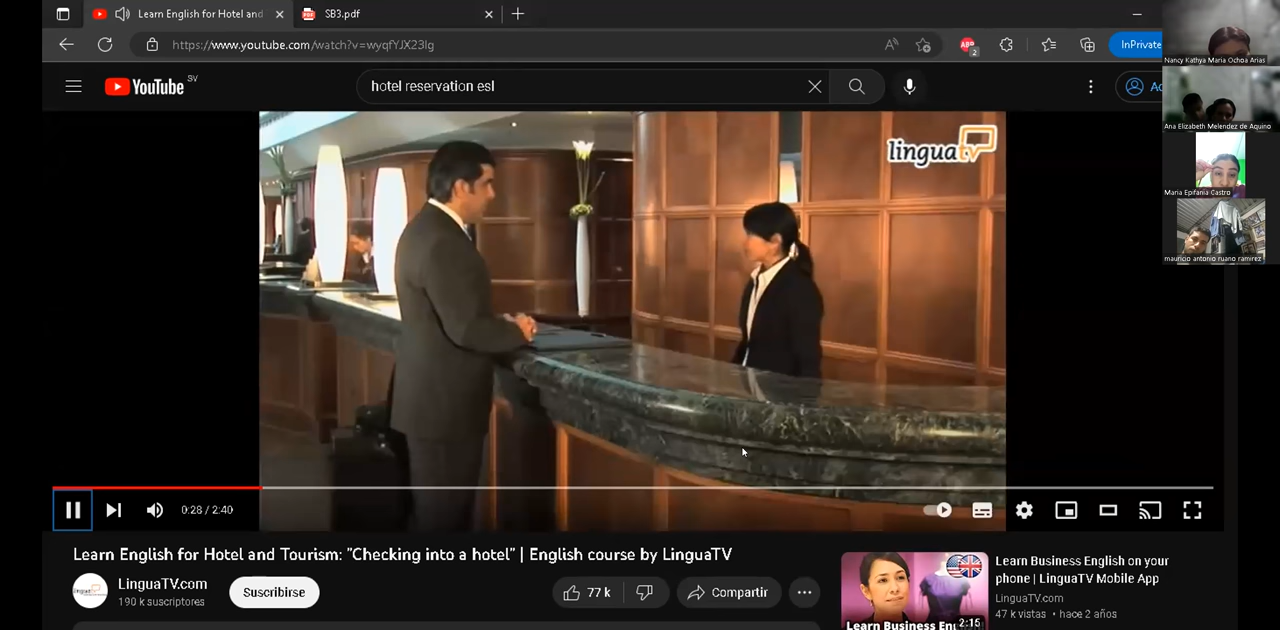 Learn English for Hotel and
SB3.pdf
https://www.youtube.com/watch?v=wyqfYJX23lg
ABP
2
InPrivate
YouTube
SV
hotel reservation esl
linguatv
0:28 / 2:40
Learn English for Hotel and Tourism: "Checking into a hotel" | English course by LinguaTV
LinguaTV.com
190 k suscriptores
Suscribirse
77 k
Compartir
Learn Business En
2:16
Learn Business English on your
phone | LinguaTV Mobile App
LinguaTV.com
47 k vistas • hace 2 años
Nancy Kathya Maria Ochoa Arias
Ana Elizabeth Melendez de Aquino
Maria Epifania Castro
mauricio antonio ruano ramirez